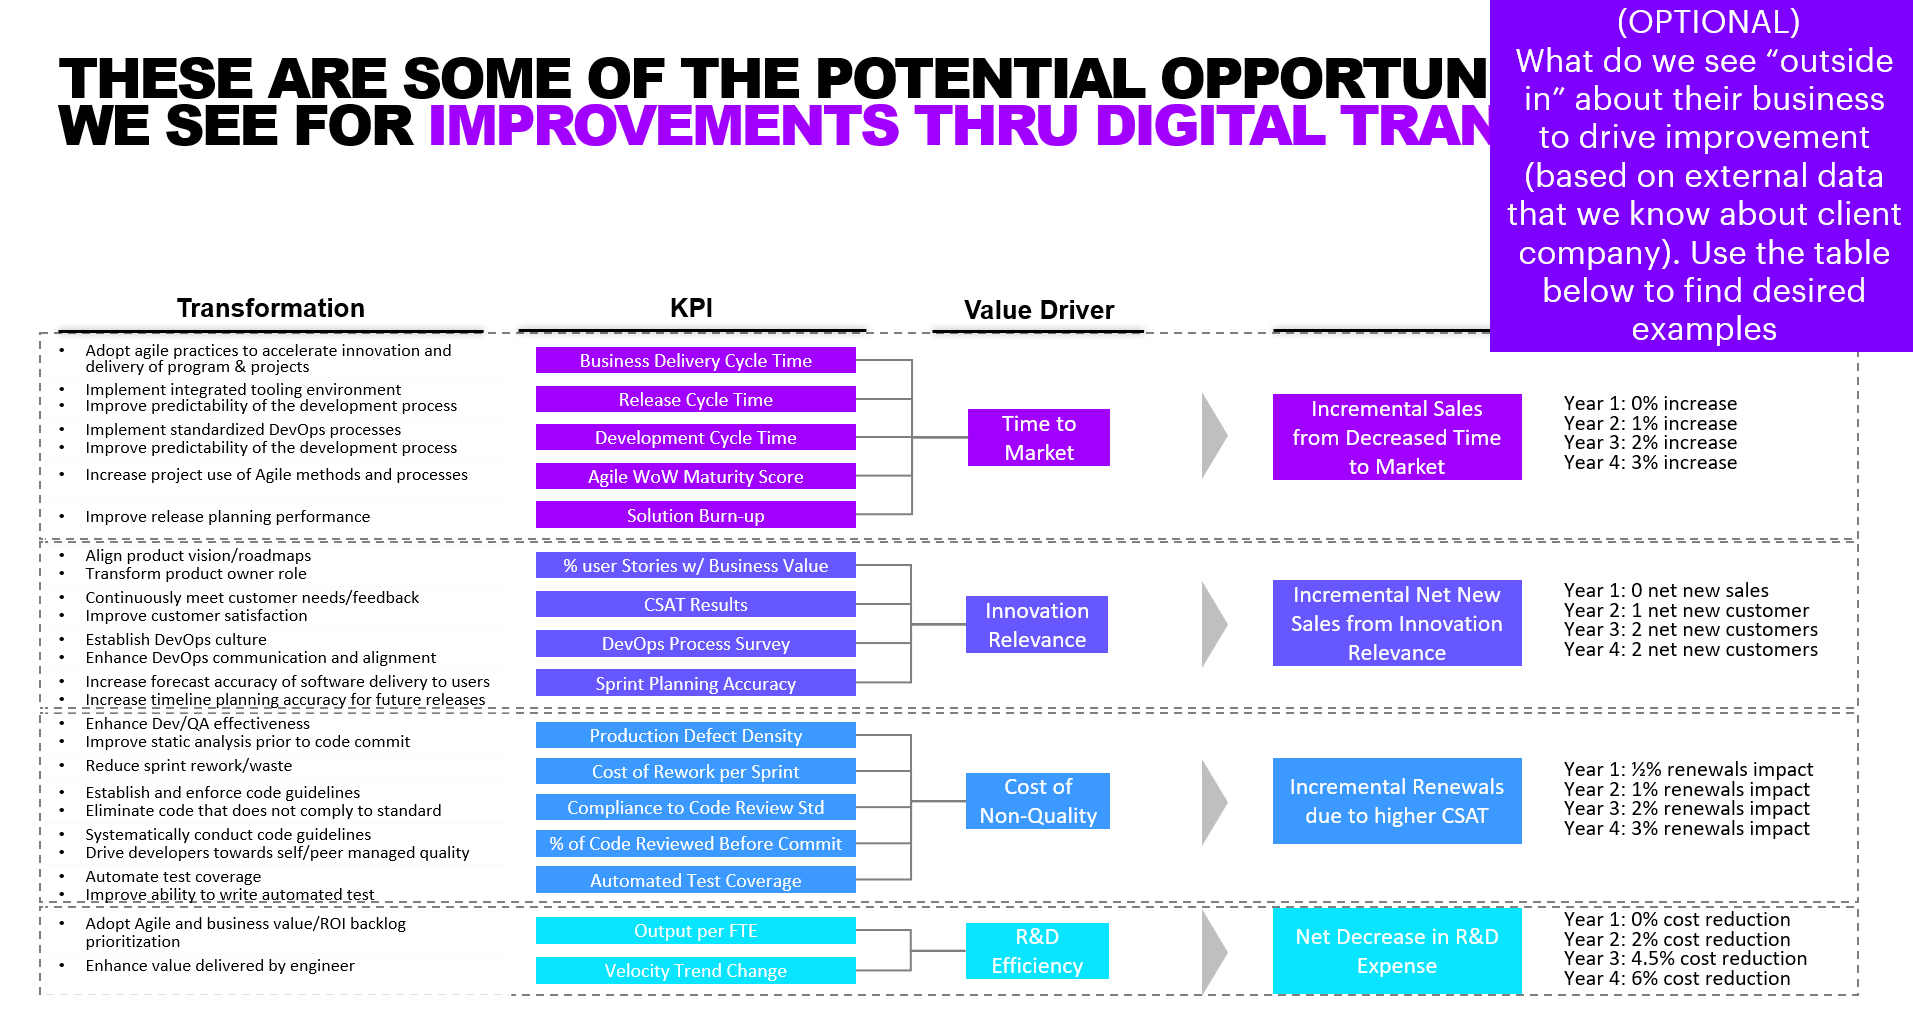 THESE ARE SOME OF THE POTENTIAL OPPORTUN
WE SEE FOR IMPROVEMENTS THRU DIGITAL TRAN
(OPTIONAL)
What do we see “outside
in” about their business
to drive improvement
(based on external data
that we know about client
company). Use the table
below to find desired
examples
Transformation
KPI
Value Driver
• Adopt agile practices to accelerate innovation and
delivery of program & projects
• Implement integrated tooling environment
• Improve predictability of the development process
• Implement standardized DevOps processes
• Improve predictability of the development process
• Increase project use of Agile methods and processes
• Improve release planning performance
Business Delivery Cycle Time
Release Cycle Time
Development Cycle Time
Agile WoW Maturity Score
Solution Burn-up
Time to
Market
Incremental Sales
from Decreased Time
to Market
Year 1: 0% increase
Year 2: 1% increase
Year 3: 2% increase
Year 4: 3% increase
• Align product vision/roadmaps
• Transform product owner role
• Continuously meet customer needs/feedback
• Improve customer satisfaction
• Establish DevOps culture
• Enhance DevOps communication and alignment
• Increase forecast accuracy of software delivery to users
• Increase timeline planning accuracy for future releases
% user Stories w/ Business Value
CSAT Results
DevOps Process Survey
Sprint Planning Accuracy
Innovation
Relevance
Incremental Net New
Sales from Innovation
Relevance
Year 1: 0 net new sales
Year 2: 1 net new customer
Year 3: 2 net new customers
Year 4: 2 net new customers
• Enhance Dev/QA effectiveness
• Improve static analysis prior to code commit
• Reduce sprint rework/waste
• Establish and enforce code guidelines
• Eliminate code that does not comply to standard
• Systematically conduct code guidelines
• Drive developers towards self/peer managed quality
• Automate test coverage
• Improve ability to write automated test
Production Defect Density
Cost of Rework per Sprint
Compliance to Code Review Std
% of Code Reviewed Before Commit
Automated Test Coverage
Cost of
Non-Quality
Incremental Renewals
due to higher CSAT
Year 1: ½% renewals impact
Year 2: 1% renewals impact
Year 3: 2% renewals impact
Year 4: 3% renewals impact
• Adopt Agile and business value/ROI backlog
prioritization
• Enhance value delivered by engineer
Output per FTE
Velocity Trend Change
R&D
Efficiency
Net Decrease in R&D
Expense
Year 1: 0% cost reduction
Year 2: 2% cost reduction
Year 3: 4.5% cost reduction
Year 4: 6% cost reduction